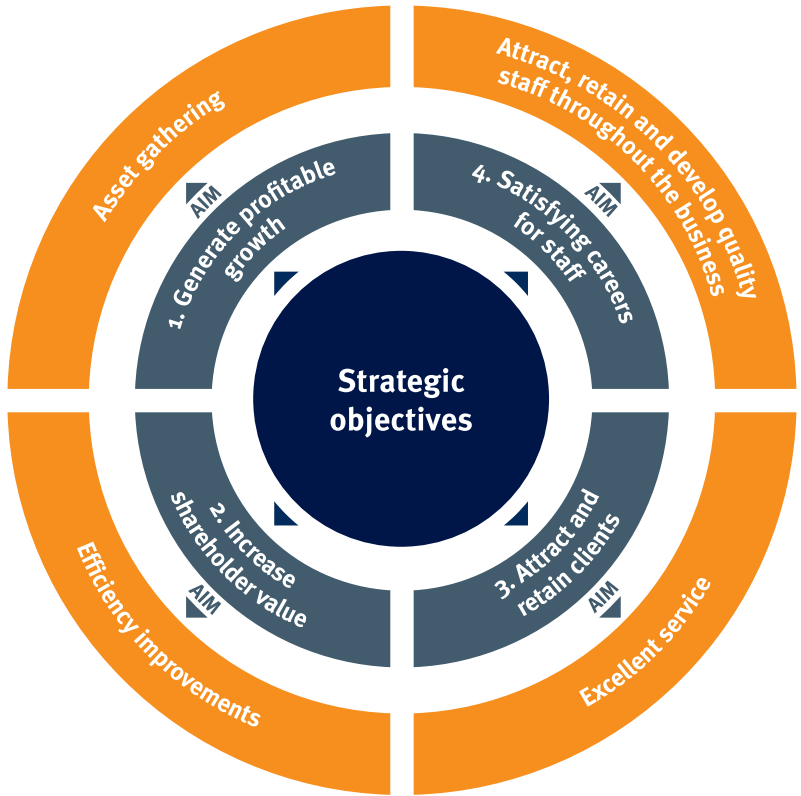 Strategic
objectives
1. Generate profitable
growth
AIM
Asset gathering
2. Increase
shareholder value
AIM
Efficiency improvements
3. Attract and
retain clients
AIM
Excellent service
4. Satisfying careers
for staff
AIM
Attract, retain and develop quality
staff throughout the business